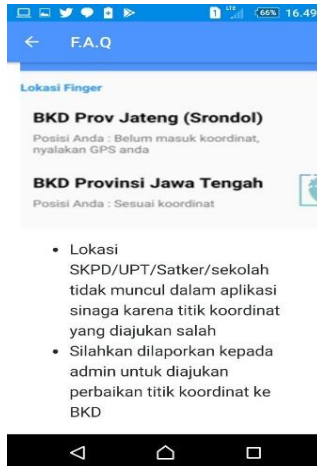 1 LTE 66% 16.49
F.A.Q
Lokasi Finger
BKD Prov Jateng (Srondol)
Posisi Anda : Belum masuk koordinat,
nyalakan GPS anda
BKD Provinsi Jawa Tengah
Posisi Anda : Sesuai koordinat
• Lokasi
SKPD/UPT/Satker/sekolah
tidak muncul dalam aplikasi
sinaga karena titik koordinat
yang diajukan salah
• Silahkan dilaporkan kepada
admin untuk diajukan
perbaikan titik koordinat ke
BKD